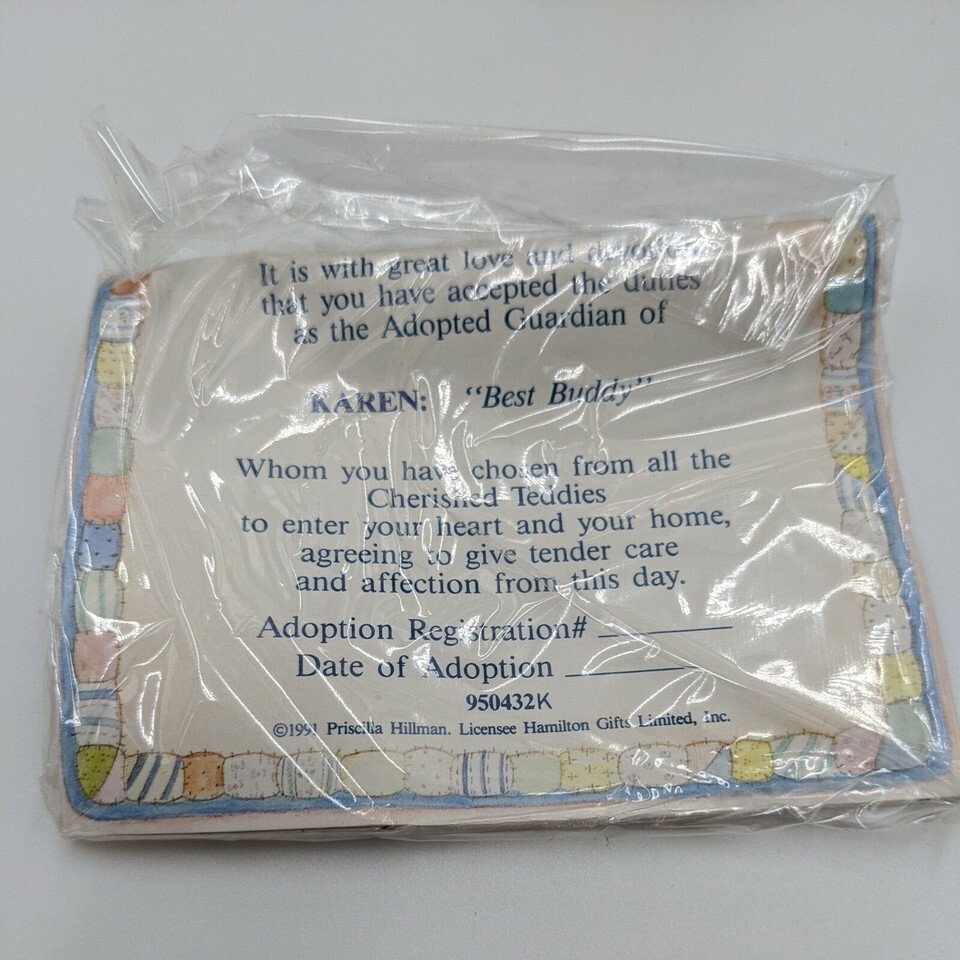 It is with great love and devotion
that you have accepted the duties
as the Adopted Guardian of
KAREN: "Best Buddy"
Whom you have chosen from all the
Cherished Teddies
to enter your heart and your home,
agreeing to give tender care
and affection from this day.
Adoption Registration#
Date of Adoption
950432K
©1991 Priscilla Hillman. Licensee Hamilton Gifts Limited, Inc.